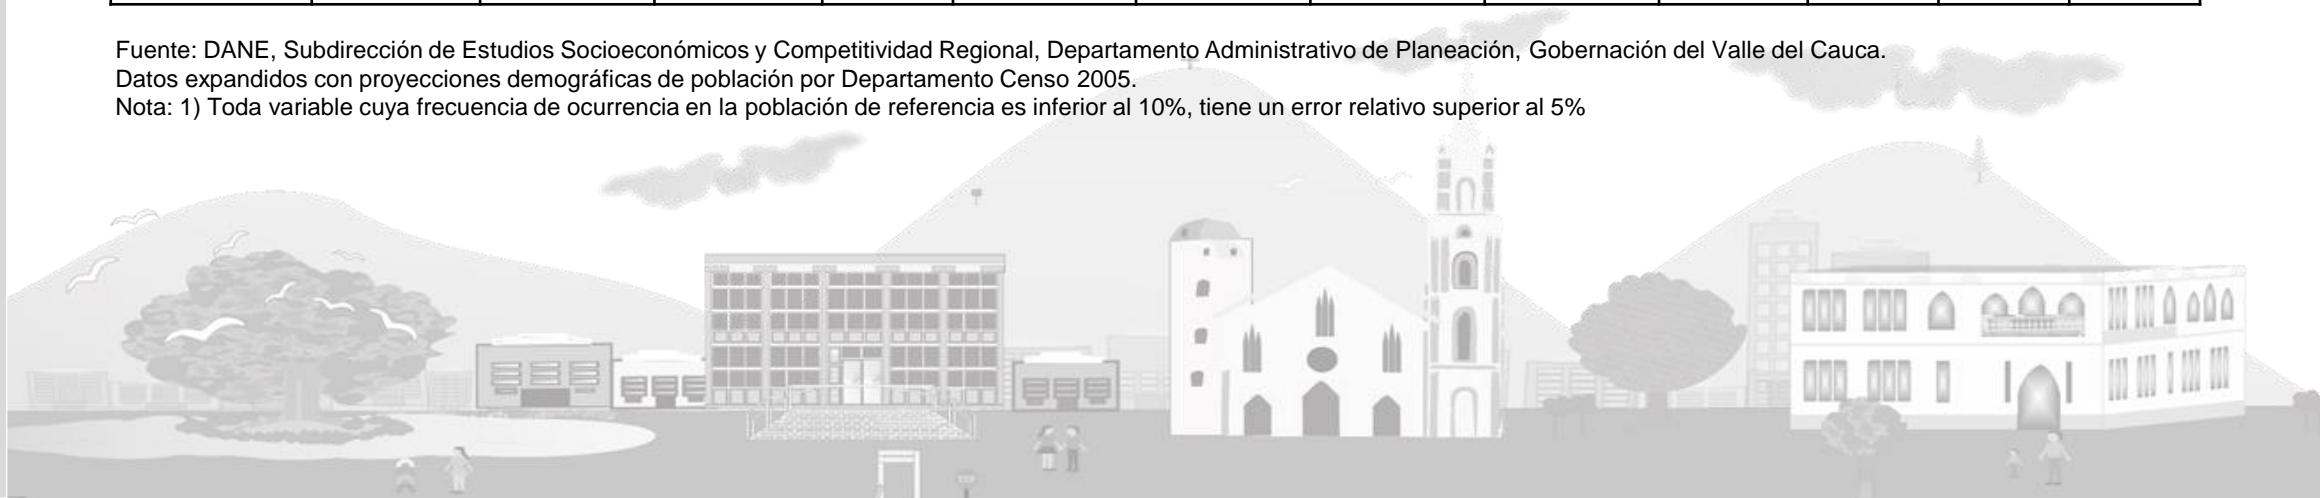 Fuente: DANE, Subdirección de Estudios Socioeconómicos y Competitividad Regional, Departamento Administrativo de Planeación, Gobernación del Valle del Cauca.
Datos expandidos con proyecciones demográficas de población por Departamento Censo 2005.
Nota: 1) Toda variable cuya frecuencia de ocurrencia en la población de referencia es inferior al 10%, tiene un error relativo superior al 5%